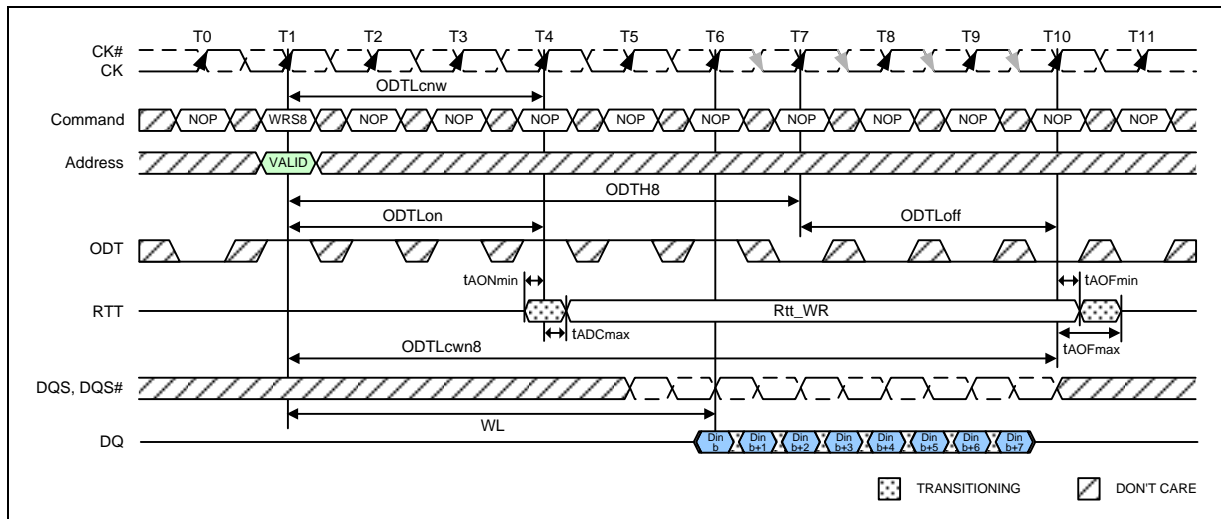 T0 T1 T2 T3 T4 T5 T6 T7 T8 T9 T10 T11
CK#
CK
ODTLcnw
Command NOP WRS8 NOP NOP NOP NOP NOP NOP NOP NOP NOP NOP
Address VALID
ODTH8
ODTLon ODTLoff
ODT
tAONmin tAOFmin
RTT Rtt_WR
tADCmax tAOFmax
ODTLcwn8
DQS, DQS#
WL
DQ Din b Din b+1 Din b+2 Din b+3 Din b+4 Din b+5 Din b+6 Din b+7
TRANSITIONING DON'T CARE